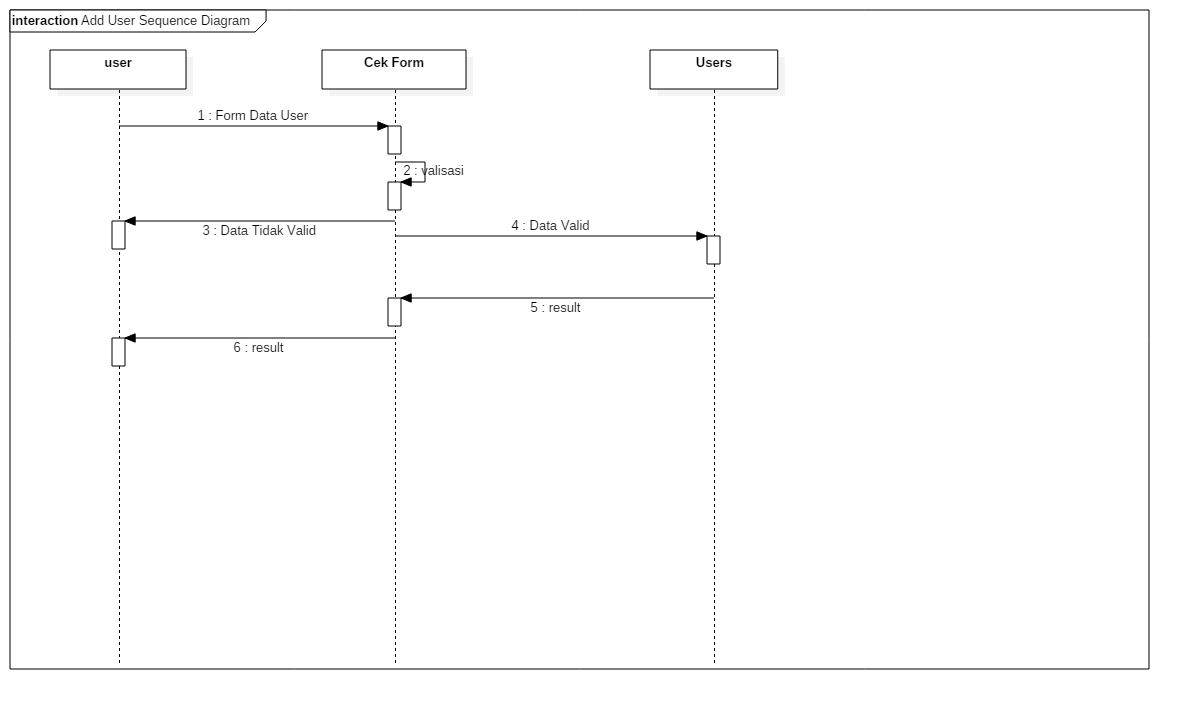 interaction Add User Sequence Diagram
user
Cek Form
Users
1 : Form Data User
2 : valisasi
3 : Data Tidak Valid
4 : Data Valid
5 : result
6 : result